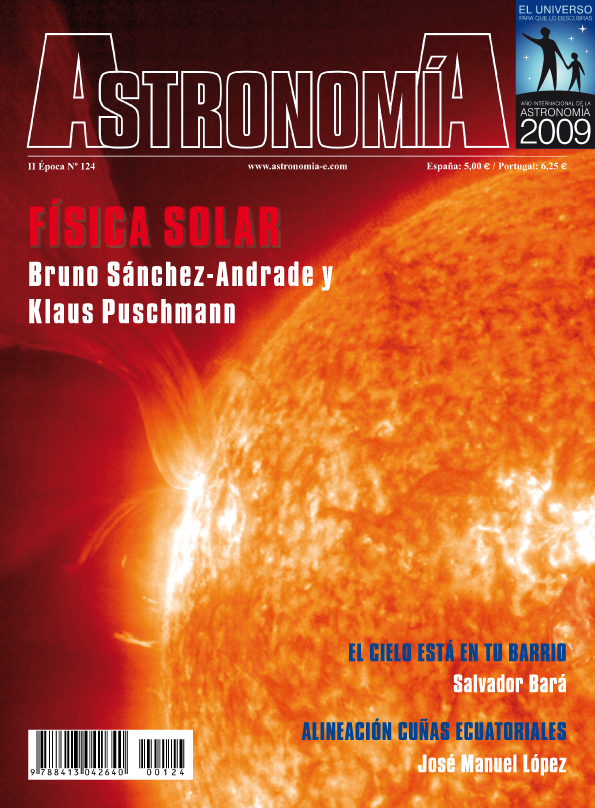 EL UNIVERSO
PARA QUE LO DESCUBRAS
AÑO INTERNACIONAL DE LA
ASTRONOMÍA
2009
ASTRONOMÍA
II Época Nº 124
www.astronomia-e.com
España: 5,00 € / Portugal: 6,25 €
FÍSICA SOLAR
Bruno Sánchez-Andrade y
Klaus Puschmann
EL CIELO ESTÁ EN TU BARRIO
Salvador Bará
ALINEACIÓN CUÑAS ECUATORIALES
José Manuel López
9 788413 042640
00124